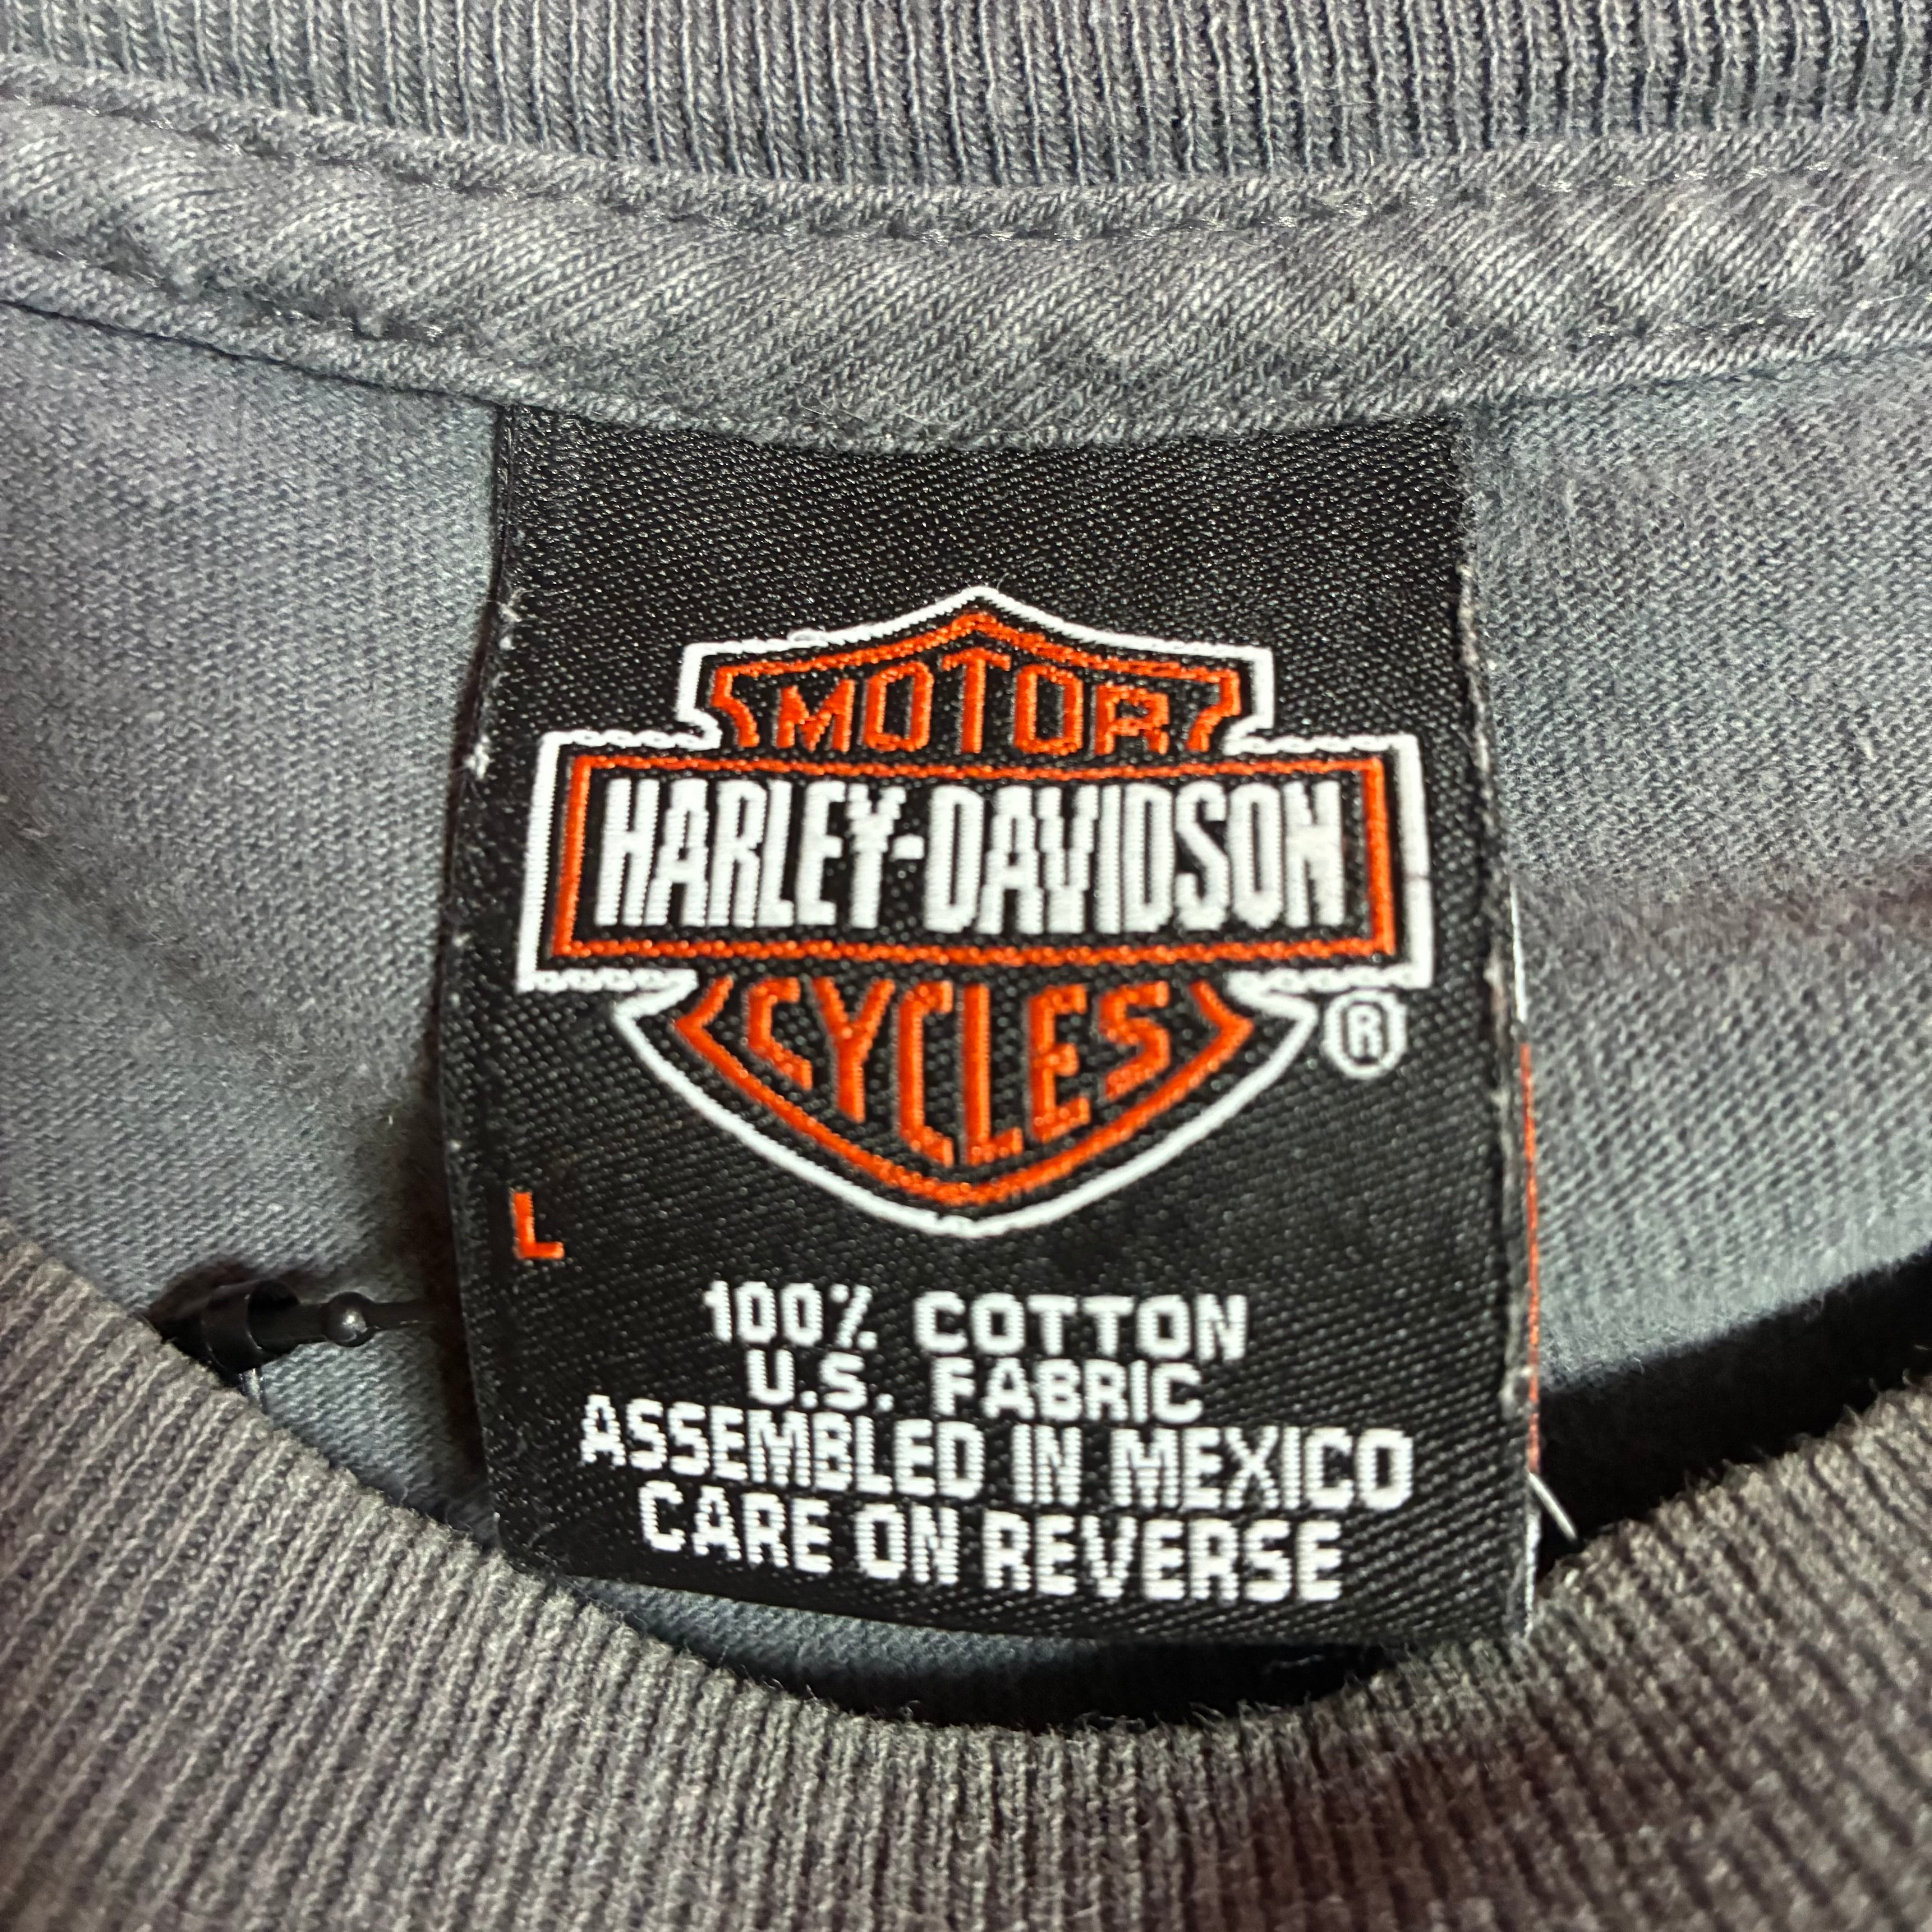 MOTOR
HARLEY-DAVIDSON
CYCLES
®
L
100% COTTON
U.S. FABRIC
ASSEMBLED IN MEXICO
CARE ON REVERSE